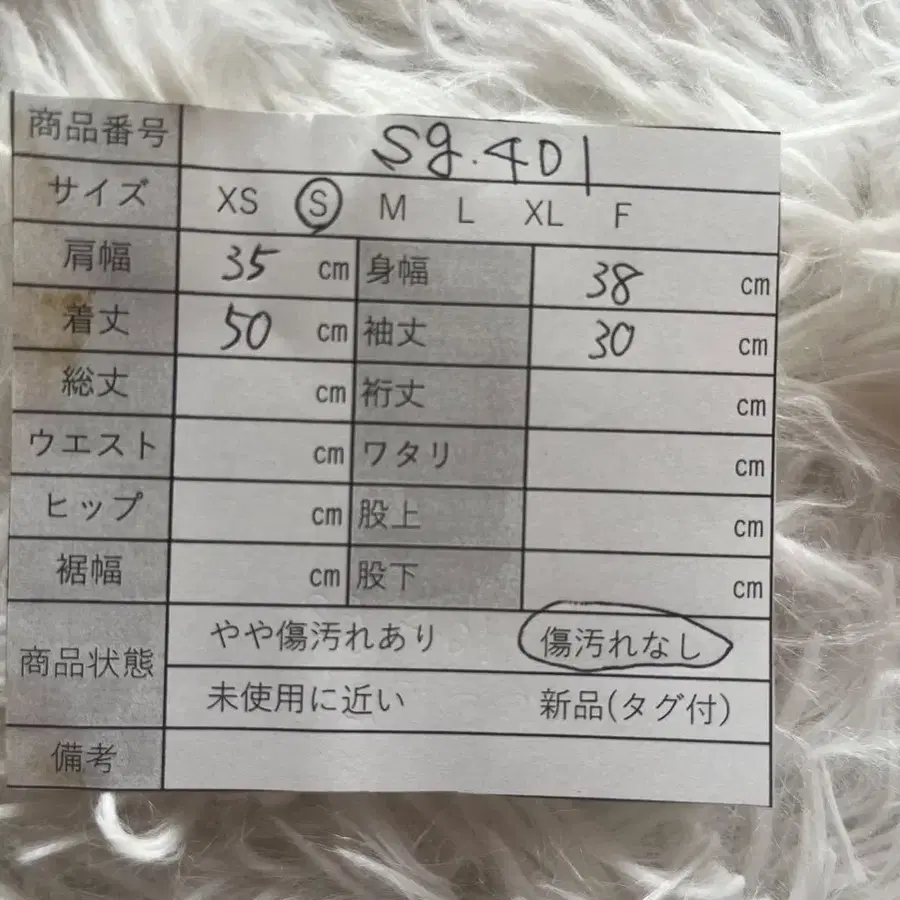 商品番号 sg.401
サイズ XS S M L XL F
肩幅 35 cm 身幅 38 cm
着丈 50 cm 袖丈 30 cm
総丈 cm 裄丈 cm
ウエスト cm ワタリ cm
ヒップ cm 股上 cm
裾幅 cm 股下 cm
商品状態 やや傷汚れあり 傷汚れなし
未使用に近い 新品(タグ付)
備考